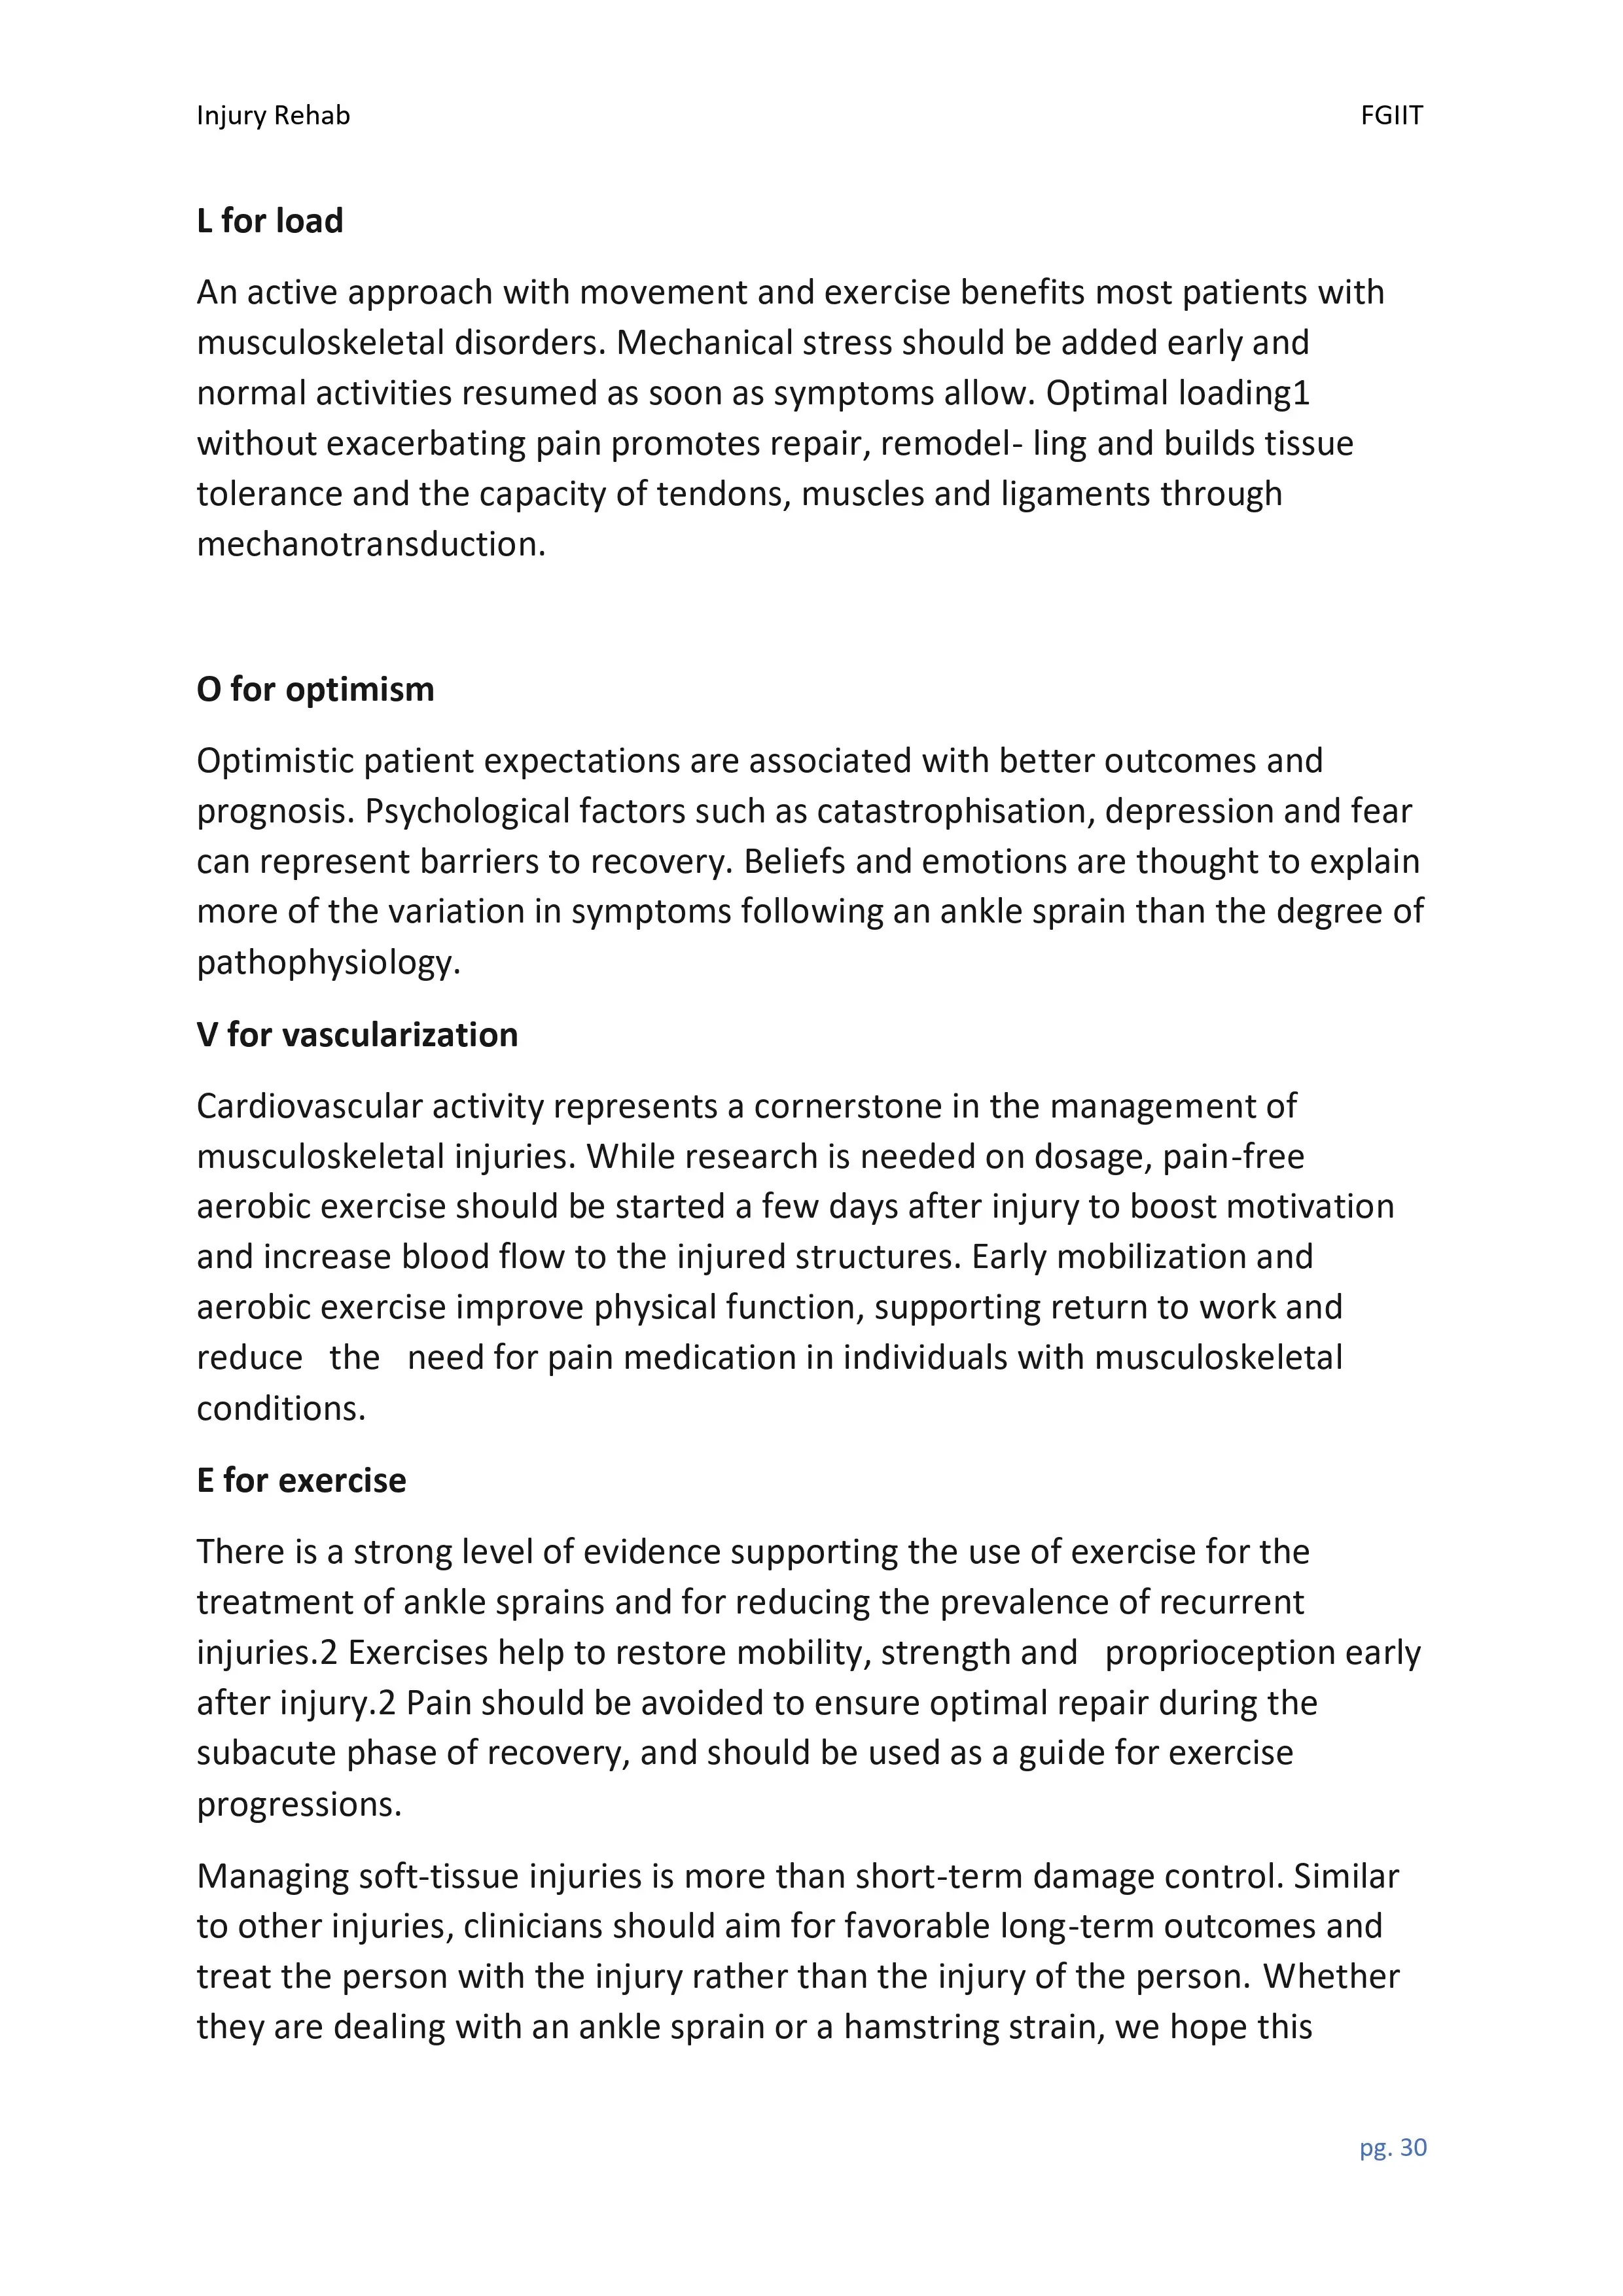 Injury Rehab FGIIT
L for load
An active approach with movement and exercise benefits most patients with
musculoskeletal disorders. Mechanical stress should be added early and
normal activities resumed as soon as symptoms allow. Optimal loading1
without exacerbating pain promotes repair, remodel- ling and builds tissue
tolerance and the capacity of tendons, muscles and ligaments through
mechanotransduction.
O for optimism
Optimistic patient expectations are associated with better outcomes and
prognosis. Psychological factors such as catastrophisation, depression and fear
can represent barriers to recovery. Beliefs and emotions are thought to explain
more of the variation in symptoms following an ankle sprain than the degree of
pathophysiology.
V for vascularization
Cardiovascular activity represents a cornerstone in the management of
musculoskeletal injuries. While research is needed on dosage, pain-free
aerobic exercise should be started a few days after injury to boost motivation
and increase blood flow to the injured structures. Early mobilization and
aerobic exercise improve physical function, supporting return to work and
reduce the need for pain medication in individuals with musculoskeletal
conditions.
E for exercise
There is a strong level of evidence supporting the use of exercise for the
treatment of ankle sprains and for reducing the prevalence of recurrent
injuries.2 Exercises help to restore mobility, strength and proprioception early
after injury.2 Pain should be avoided to ensure optimal repair during the
subacute phase of recovery, and should be used as a guide for exercise
progressions.
Managing soft-tissue injuries is more than short-term damage control. Similar
to other injuries, clinicians should aim for favorable long-term outcomes and
treat the person with the injury rather than the injury of the person. Whether
they are dealing with an ankle sprain or a hamstring strain, we hope this
pg. 30